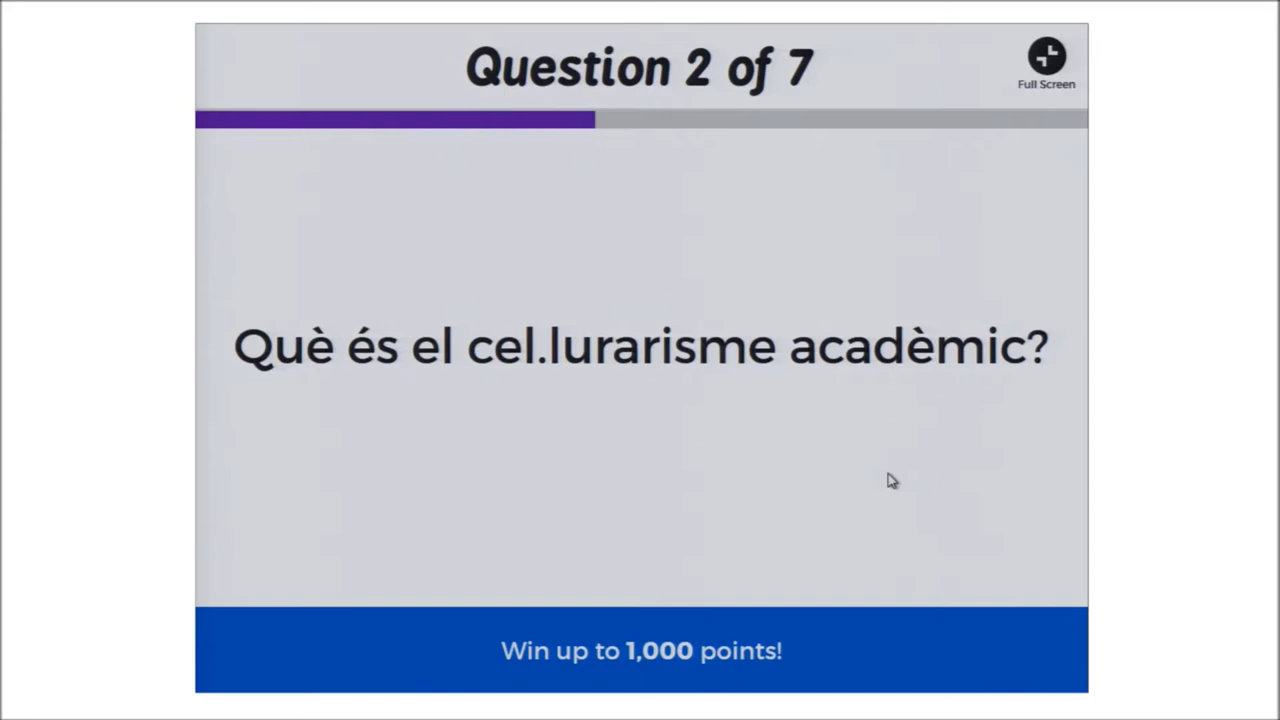 Question 2 of 7
Full Screen
Què és el cel.lurarisme acadèmic?
Win up to 1,000 points!